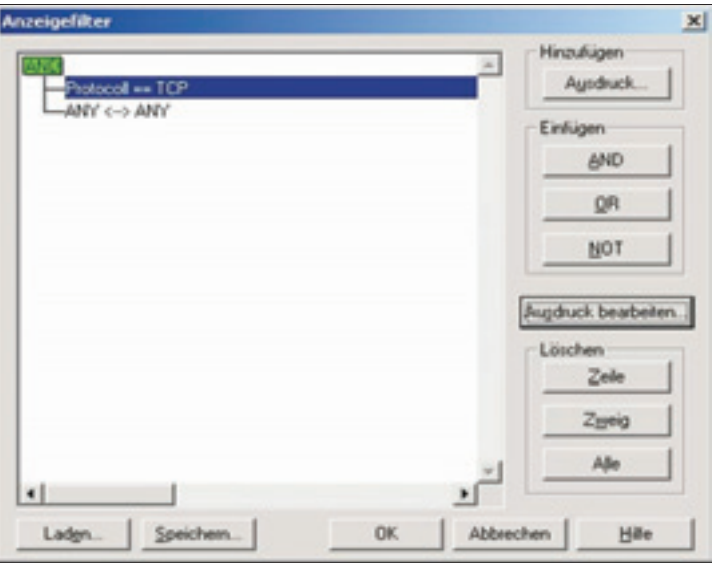 Anzeigefilter
AND
Protocoll == TCP
ANY <--> ANY
Hinzufügen
Ausdruck...
Einfügen
AND
OR
NOT
Ausdruck bearbeiten...
Löschen
Zeile
Zweig
Alle
Laden...
Speichern...
OK
Abbrechen
Hilfe